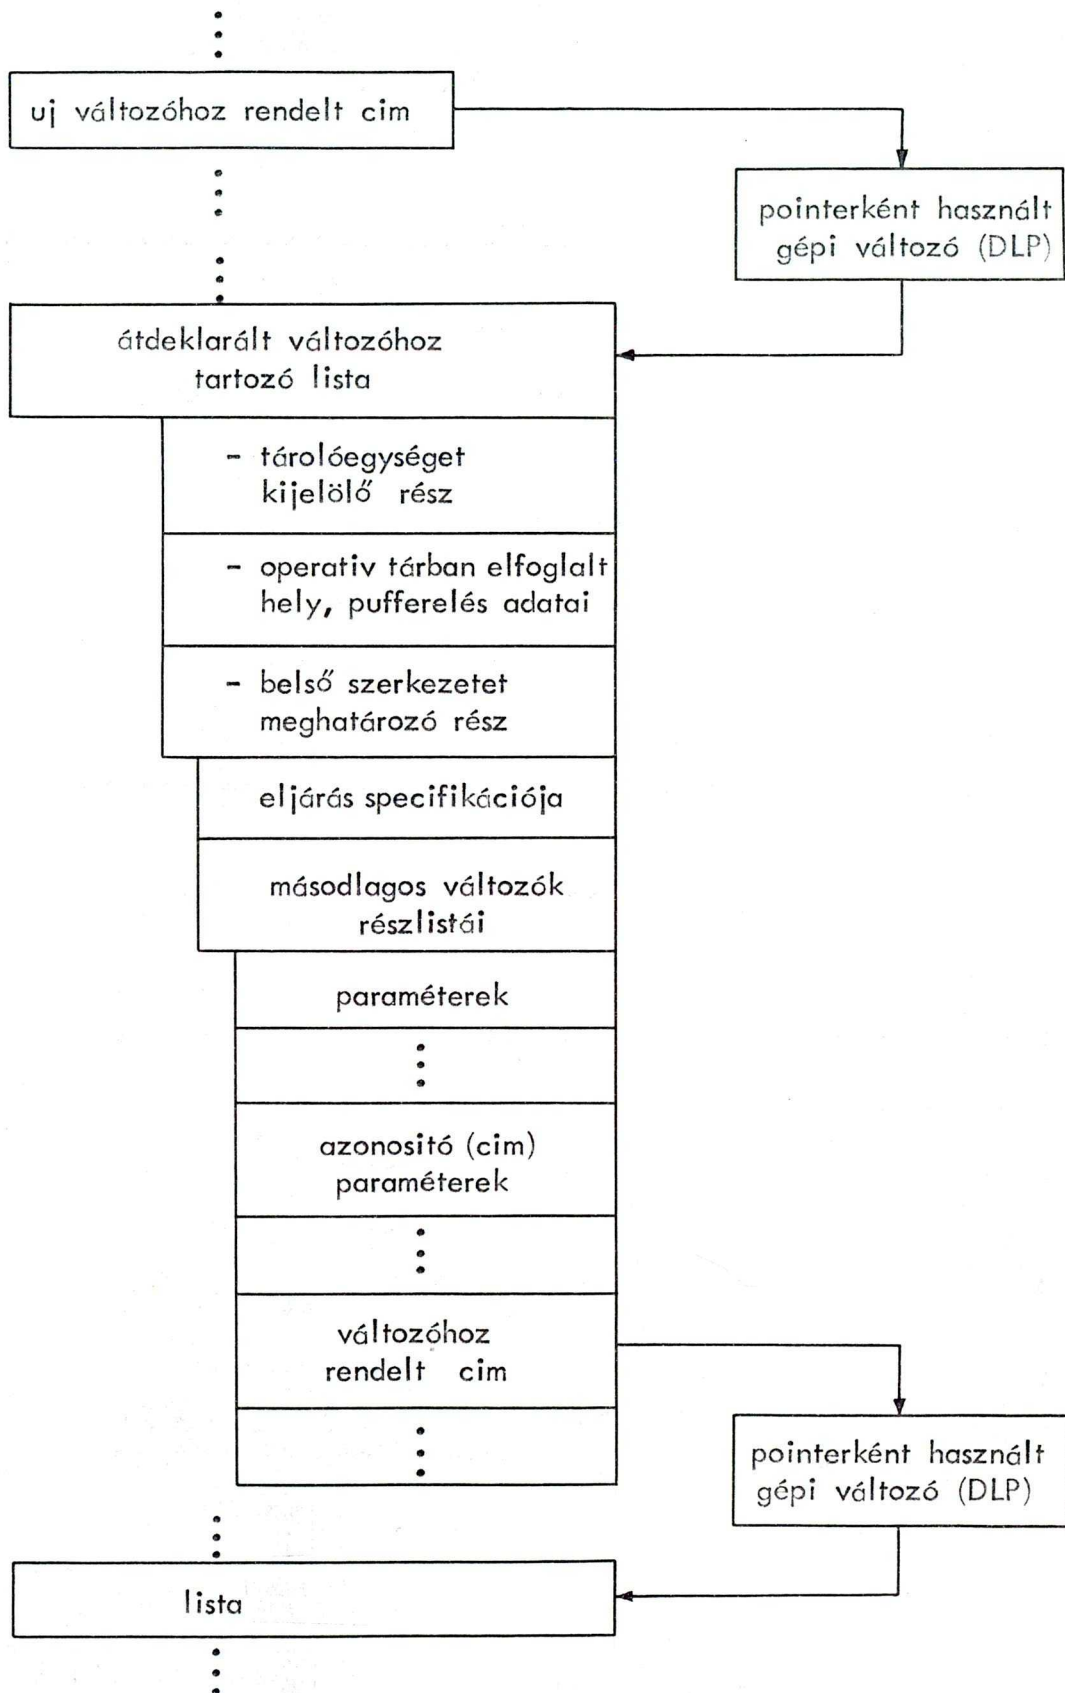 uj változóhoz rendelt cim
pointerként használt
gépi változó (DLP)
átdeklarált változóhoz
tartozó lista
- tárolóegységet
kijelölő rész
- operativ tárban elfoglalt
hely, pufferelés adatai
- belső szerkezetet
meghatározó rész
eljárás specifikációja
másodlagos változók
részlistái
paraméterek
azonositó (cim)
paraméterek
változóhoz
rendelt cim
pointerként használt
gépi változó (DLP)
lista